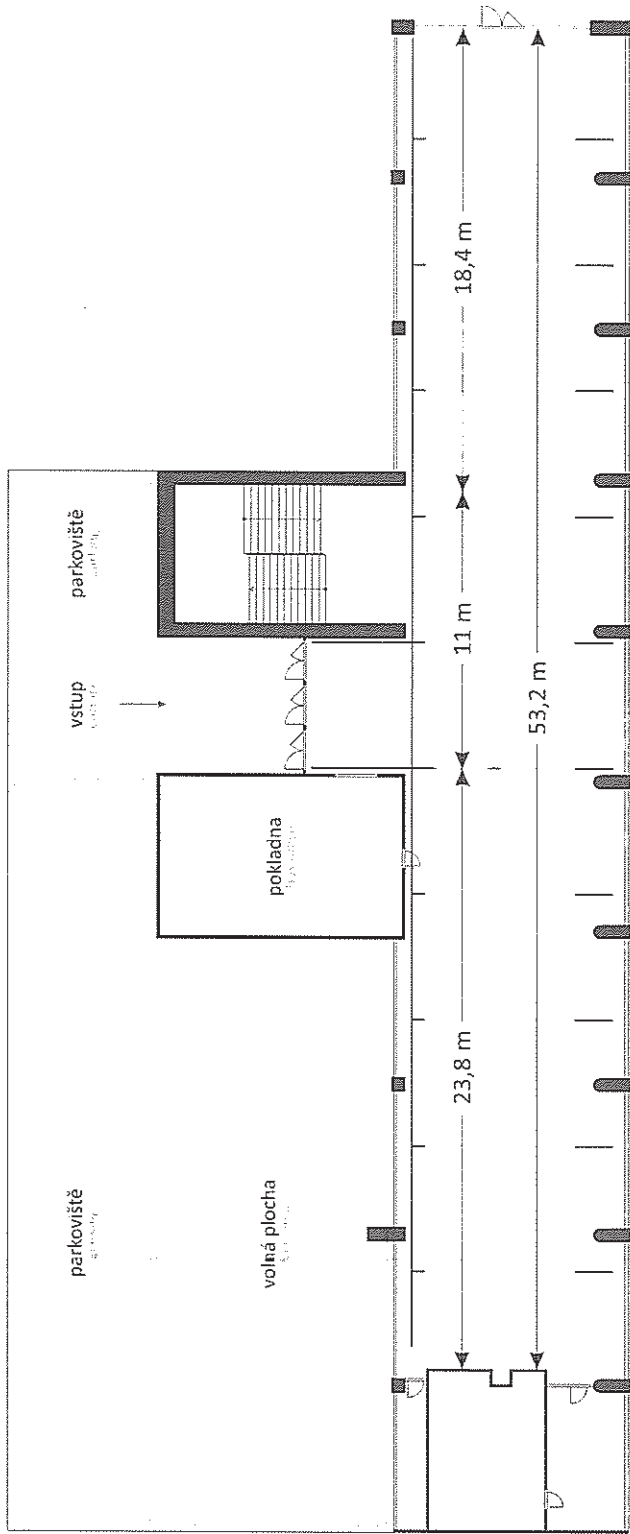 parkoviště
vstup
parkoviště
pokladna
volná plocha
18,4 m
11 m
23,8 m
53,2 m